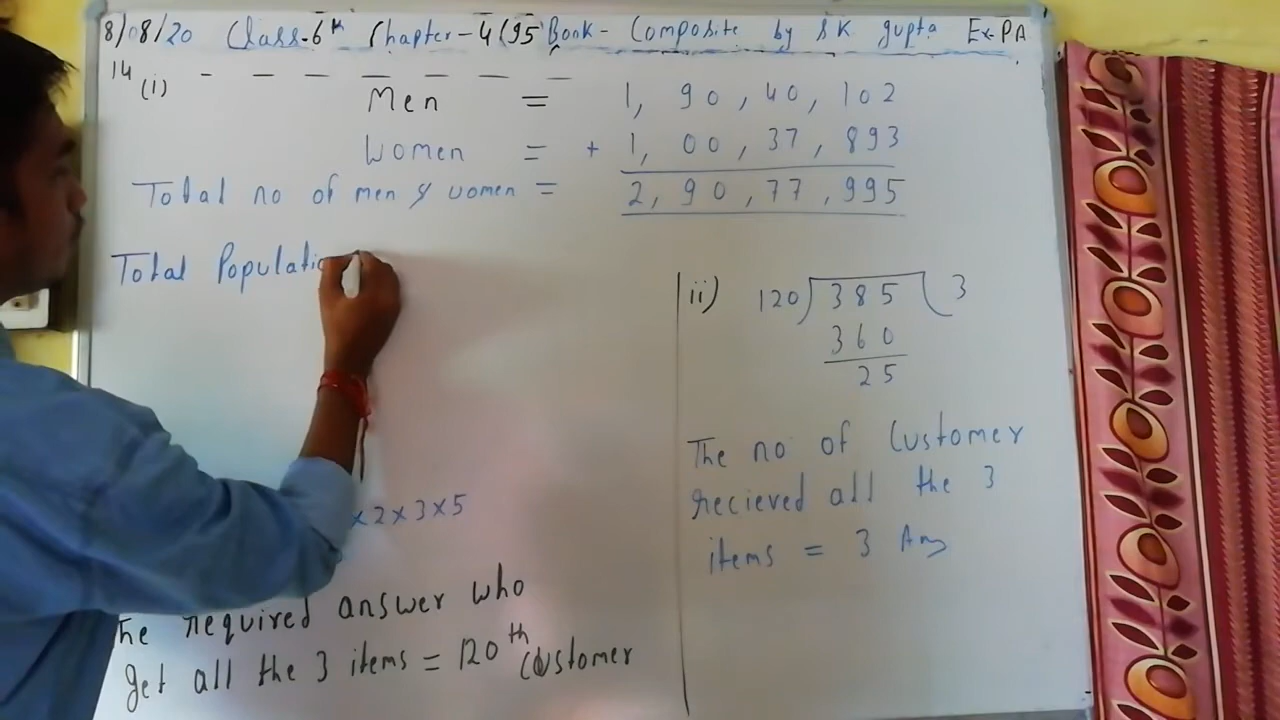 8/08/20 Class-6th Chapter-4(95 Book- Composite by SK gupta Ex-PA
14 (i) - - - - - - -
Men = 1, 90, 40, 102
Women = + 1, 00, 37, 893
Total no of men & women = 2, 90, 77, 995
Total Populatio
× 2 × 3 × 5
he required answer who
get all the 3 items = 120th customer
ii) 120 ) 385 ( 3
360
25
The no of customer
recieved all the 3
items = 3 Ans